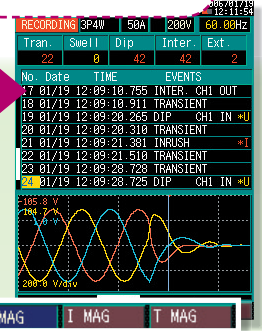 12:11:54
RECORDING 3P4W 50A 200V 60.00Hz
Tran. Swell Dip Inter. Ext.
22 0 42 42 2
No. Date TIME EVENTS
17 01/19 12:09:10.755 INTER. CH1 OUT
18 01/19 12:09:10.911 TRANSIENT
19 01/19 12:09:20.265 DIP CH1 IN *U
20 01/19 12:09:20.310 TRANSIENT
21 01/19 12:09:21.381 INRUSH *I
22 01/19 12:09:21.510 TRANSIENT
23 01/19 12:09:23.728 TRANSIENT
24 01/19 12:09:28.725 DIP CH1 IN *U
105.8 V
104.7 V
200.0 V/div
MAG I MAG T MAG